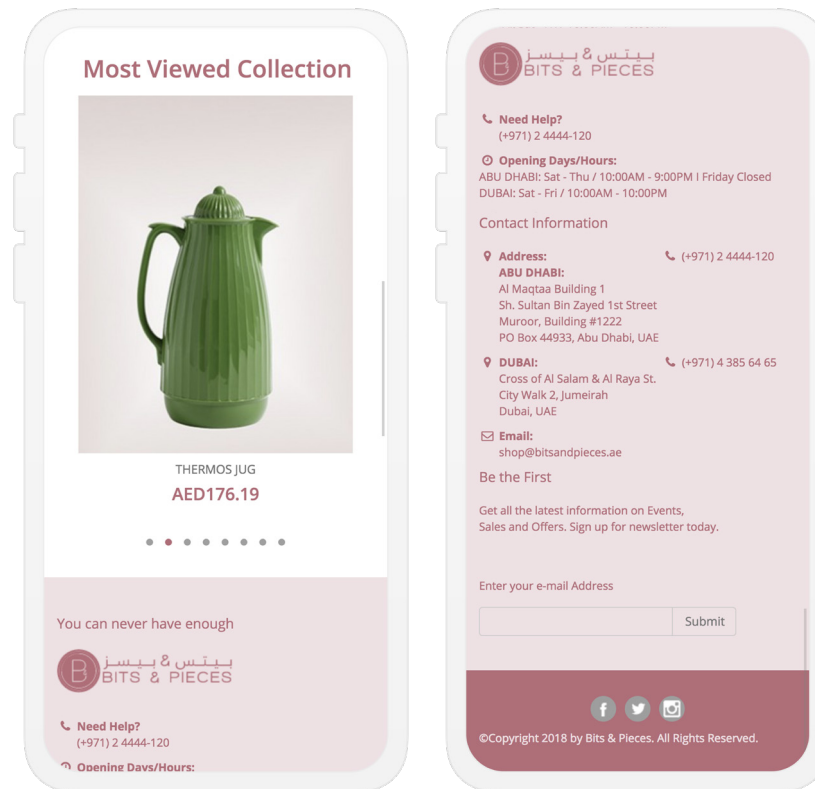 Most Viewed Collection
THERMOS JUG
AED176.19
You can never have enough
بيتس & بيسز
BITS & PIECES
Need Help?
(+971) 2 4444-120
Opening Days/Hours:
بيتس & بيسز
BITS & PIECES
Need Help?
(+971) 2 4444-120
Opening Days/Hours:
ABU DHABI: Sat - Thu / 10:00AM - 9:00PM I Friday Closed
DUBAI: Sat - Fri / 10:00AM - 10:00PM
Contact Information
Address: (+971) 2 4444-120
ABU DHABI:
Al Maqtaa Building 1
Sh. Sultan Bin Zayed 1st Street
Muroor, Building #1222
PO Box 44933, Abu Dhabi, UAE
DUBAI: (+971) 4 385 64 65
Cross of Al Salam & Al Raya St.
City Walk 2, Jumeirah
Dubai, UAE
Email:
shop@bitsandpieces.ae
Be the First
Get all the latest information on Events,
Sales and Offers. Sign up for newsletter today.
Enter your e-mail Address
Submit
©Copyright 2018 by Bits & Pieces. All Rights Reserved.